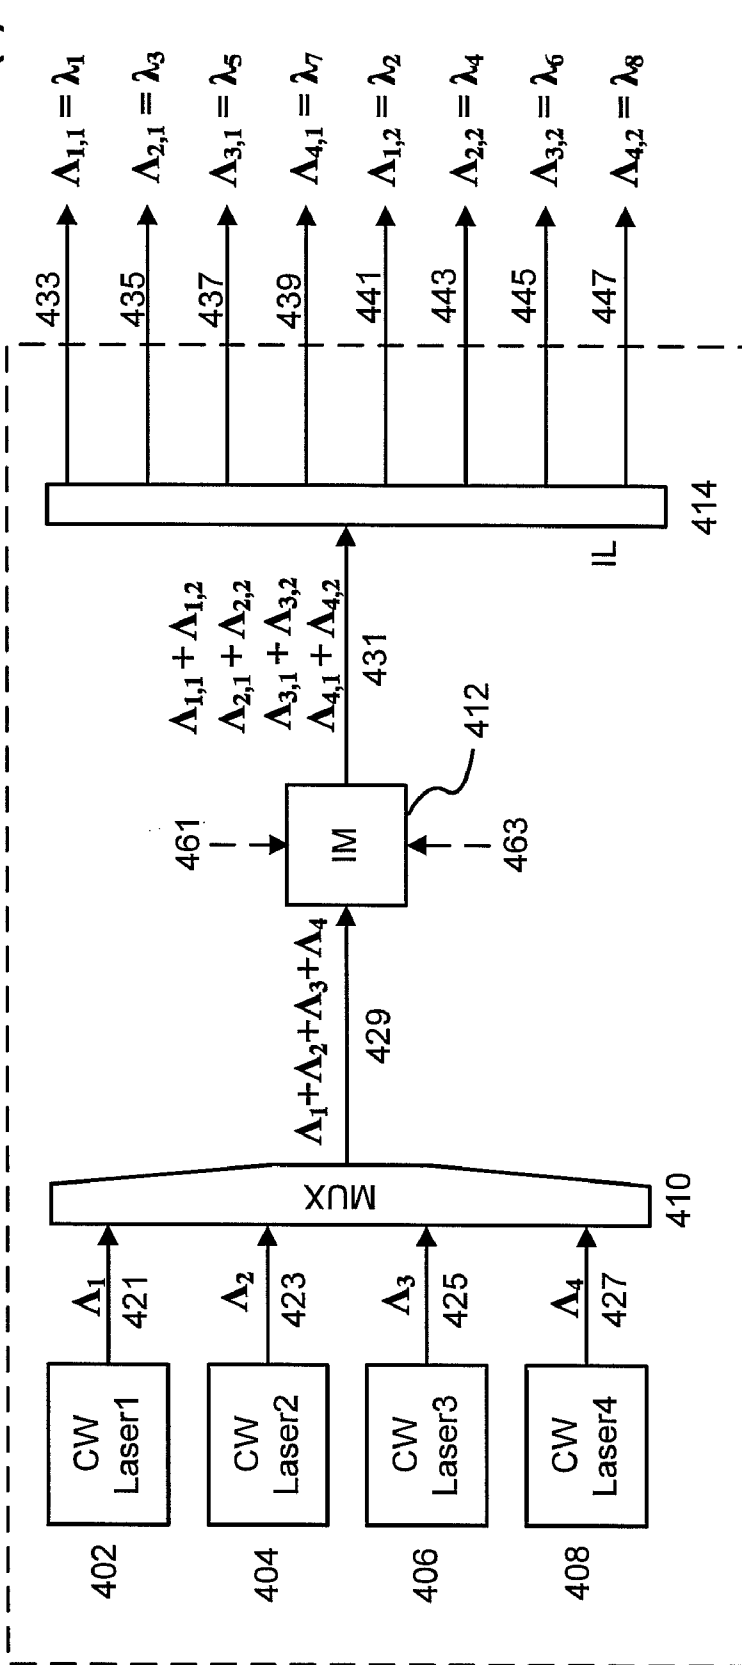 402
CW
Laser1
Λ1
421
404
CW
Laser2
Λ2
423
406
CW
Laser3
Λ3
425
408
CW
Laser4
Λ4
427
MUX
410
Λ1+Λ2+Λ3+Λ4
429
461
IM
463
412
Λ1,1 + Λ1,2
Λ2,1 + Λ2,2
Λ3,1 + Λ3,2
Λ4,1 + Λ4,2
431
IL
414
433
Λ1,1 = λ1
435
Λ2,1 = λ3
437
Λ3,1 = λ5
439
Λ4,1 = λ7
441
Λ1,2 = λ2
443
Λ2,2 = λ4
445
Λ3,2 = λ6
447
Λ4,2 = λ8